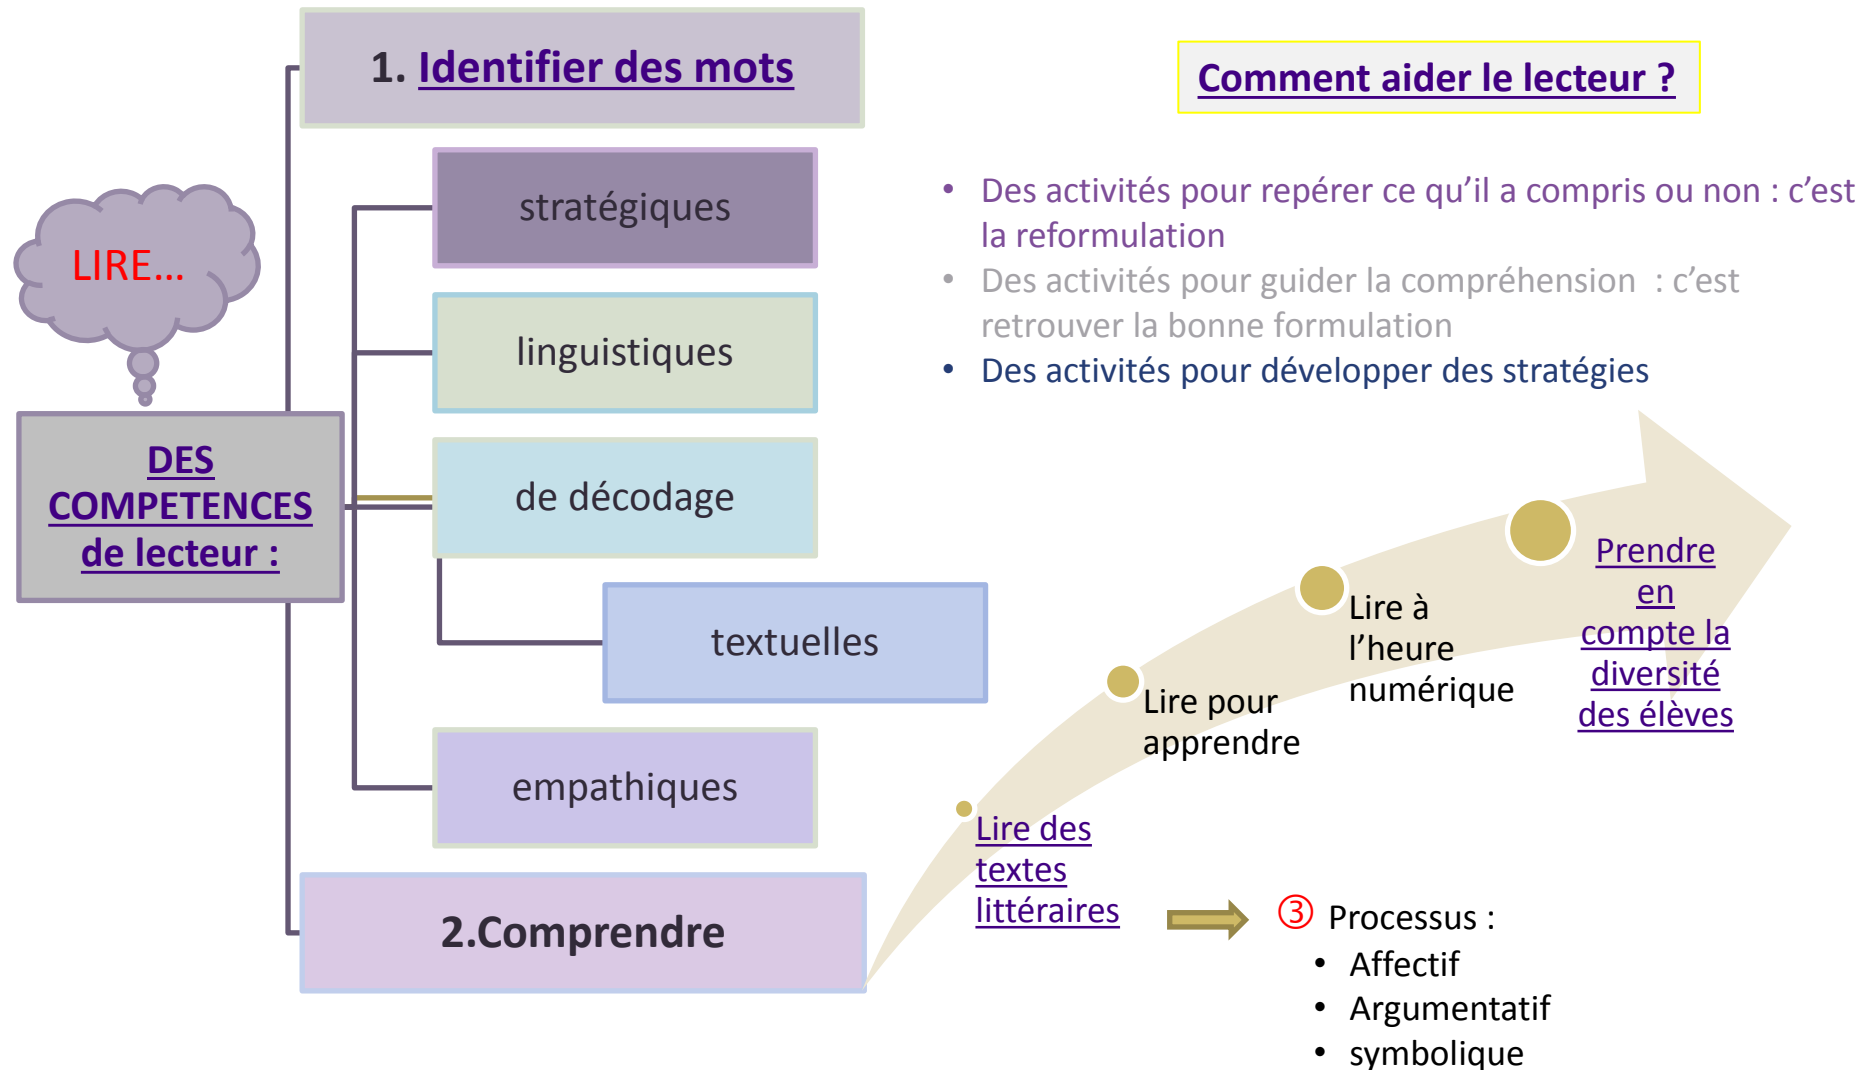 1. Identifier des mots
stratégiques
LIRE...
linguistiques
DES
COMPETENCES
de lecteur :
de décodage
textuelles
empathiques
2.Comprendre
Comment aider le lecteur ?
• Des activités pour repérer ce qu'il a compris ou non : c'est
la reformulation
• Des activités pour guider la compréhension : c'est
retrouver la bonne formulation
• Des activités pour développer des stratégies
Lire des
textes
littéraires
Lire pour
apprendre
Lire à
l'heure
numérique
Prendre
en
compte la
diversité
des élèves
③ Processus :
• Affectif
• Argumentatif
• symbolique